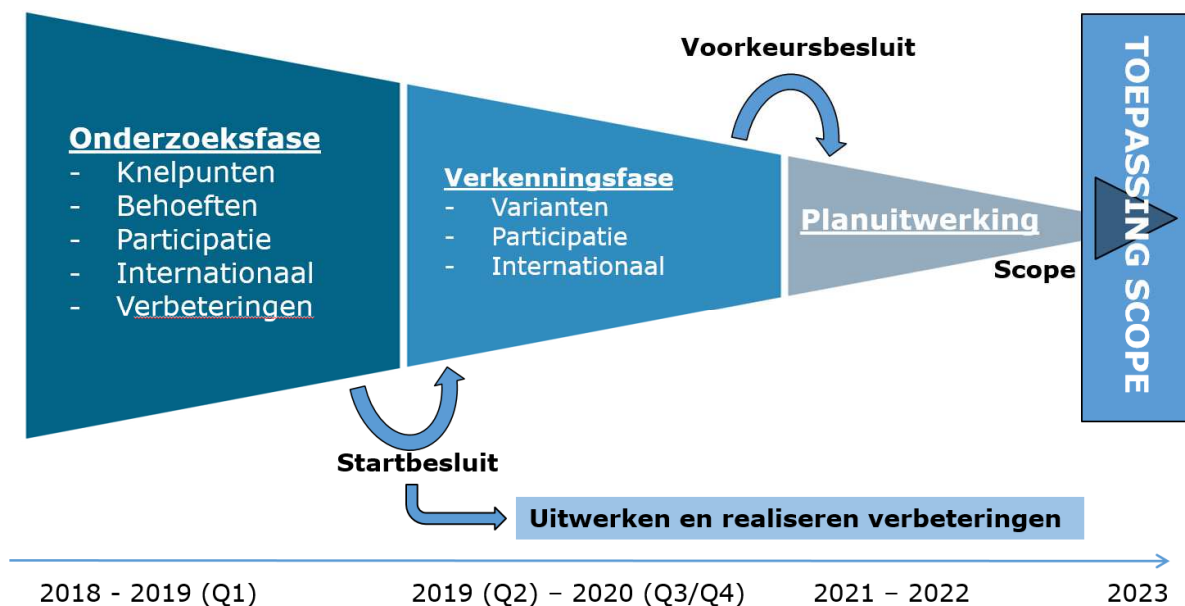 Voorkeursbesluit
Onderzoeksfase
- Knelpunten
- Behoeften
- Participatie
- Internationaal
- Verbeteringen
Verkenningsfase
- Varianten
- Participatie
- Internationaal
Planuitwerking
Scope
TOEPASSING SCOPE
Startbesluit
Uitwerken en realiseren verbeteringen
2018 - 2019 (Q1)
2019 (Q2) – 2020 (Q3/Q4)
2021 – 2022
2023